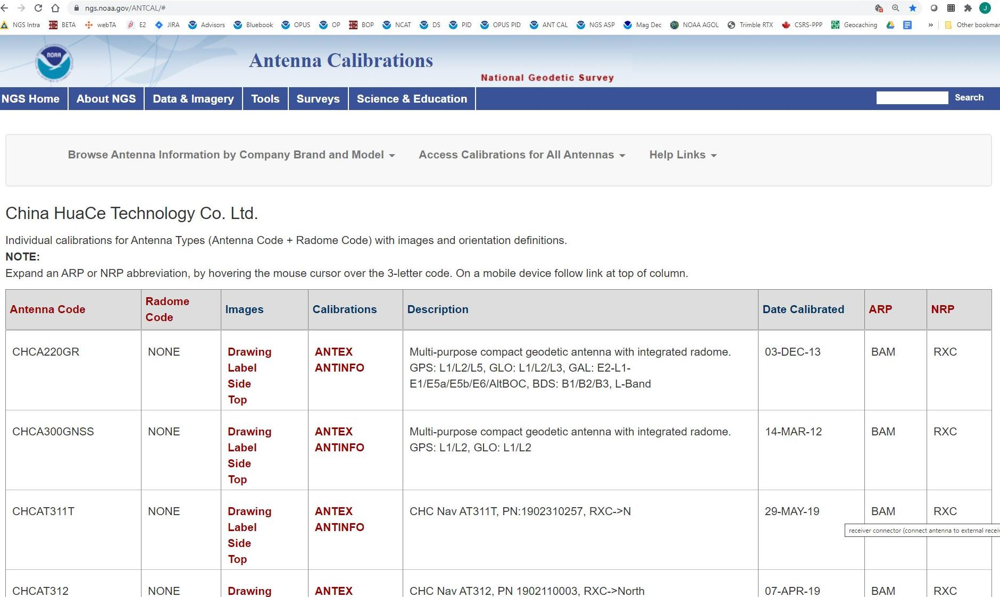 ngs.noaa.gov/ANTCAL/#
J
NGS Intra BETA BETA BETA webTA E2 JIRA Advisors Bluebook OPUS OP BETA BETA BOP NCAT DS PID OPUS PID ANT CAL NGS ASP Mag Dec NOAA AGOL Trimble RTX CSRS-PPP Geocaching » Other bookmar
NOAA
Antenna Calibrations
National Geodetic Survey
NGS Home About NGS Data & Imagery Tools Surveys Science & Education Search
Browse Antenna Information by Company Brand and Model Access Calibrations for All Antennas Help Links
China HuaCe Technology Co. Ltd.
Individual calibrations for Antenna Types (Antenna Code + Radome Code) with images and orientation definitions.
NOTE:
Expand an ARP or NRP abbreviation, by hovering the mouse cursor over the 3-letter code. On a mobile device follow link at top of column.
Antenna Code Radome Code Images Calibrations Description Date Calibrated ARP NRP
CHCA220GR NONE Drawing ANTEX Multi-purpose compact geodetic antenna with integrated radome. 03-DEC-13 BAM RXC
Label ANTINFO GPS: L1/L2/L5, GLO: L1/L2/L3, GAL: E2-L1-
Side E1/E5a/E5b/E6/AltBOC, BDS: B1/B2/B3, L-Band
Top
CHCA300GNSS NONE Drawing ANTEX Multi-purpose compact geodetic antenna with integrated radome. 14-MAR-12 BAM RXC
Label ANTINFO GPS: L1/L2, GLO: L1/L2
Side
Top
CHCAT311T NONE Drawing ANTEX CHC Nav AT311T, PN:1902310257, RXC->N 29-MAY-19 BAM RXC
Label ANTINFO receiver connector (connect antenna to external recei
Side
Top
CHCAT312 NONE Drawing ANTEX CHC Nav AT312, PN 1902110003, RXC->North 07-APR-19 BAM RXC